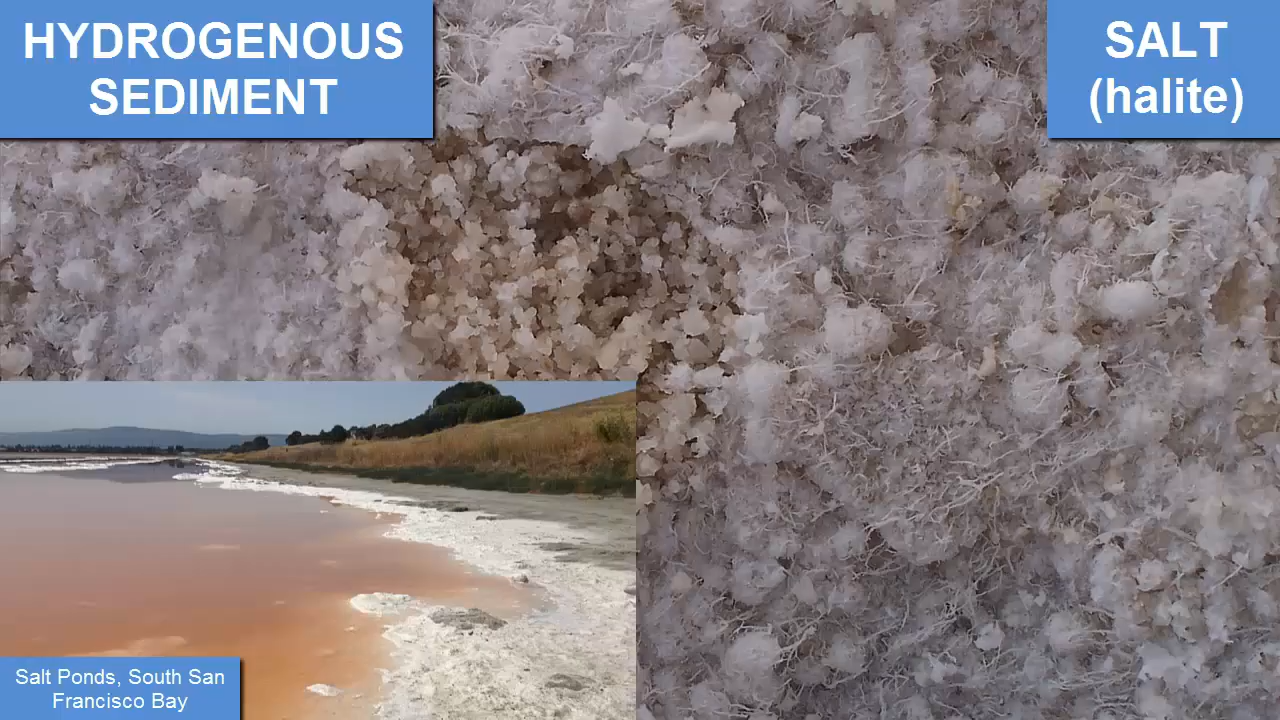 HYDROGENOUS
SEDIMENT
SALT
(halite)
Salt Ponds, South San
Francisco Bay